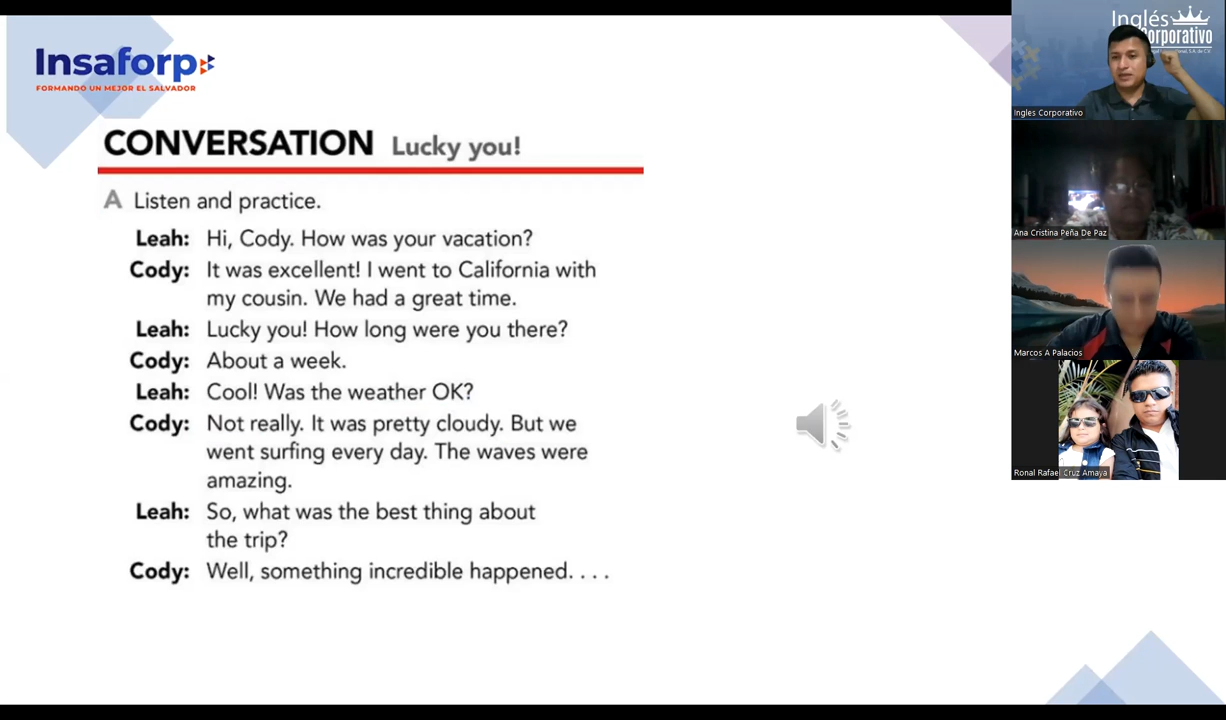 Insaforp
FORMANDO UN MEJOR EL SALVADOR
CONVERSATION Lucky you!
A Listen and practice.
Leah: Hi, Cody. How was your vacation?
Cody: It was excellent! I went to California with
my cousin. We had a great time.
Leah: Lucky you! How long were you there?
Cody: About a week.
Leah: Cool! Was the weather OK?
Cody: Not really. It was pretty cloudy. But we
went surfing every day. The waves were
amazing.
Leah: So, what was the best thing about
the trip?
Cody: Well, something incredible happened. . . .
Inglés
Corporativo
Ingles Corporativo
Ana Cristina Peña De Paz
Marcos A Palacios
Ronal Rafael Cruz Amaya